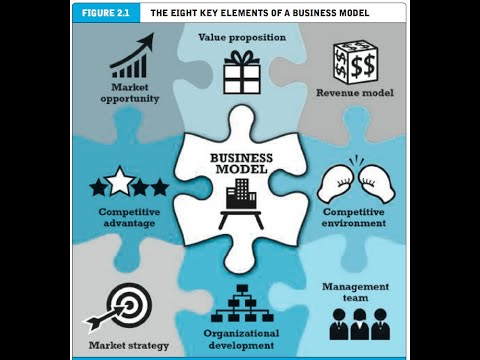 FIGURE 2.1 THE EIGHT KEY ELEMENTS OF A BUSINESS MODEL
Market
opportunity
Value proposition
$$
Revenue model
Competitive
advantage
BUSINESS
MODEL
Competitive
environment
Market strategy
Organizational
development
Management
team